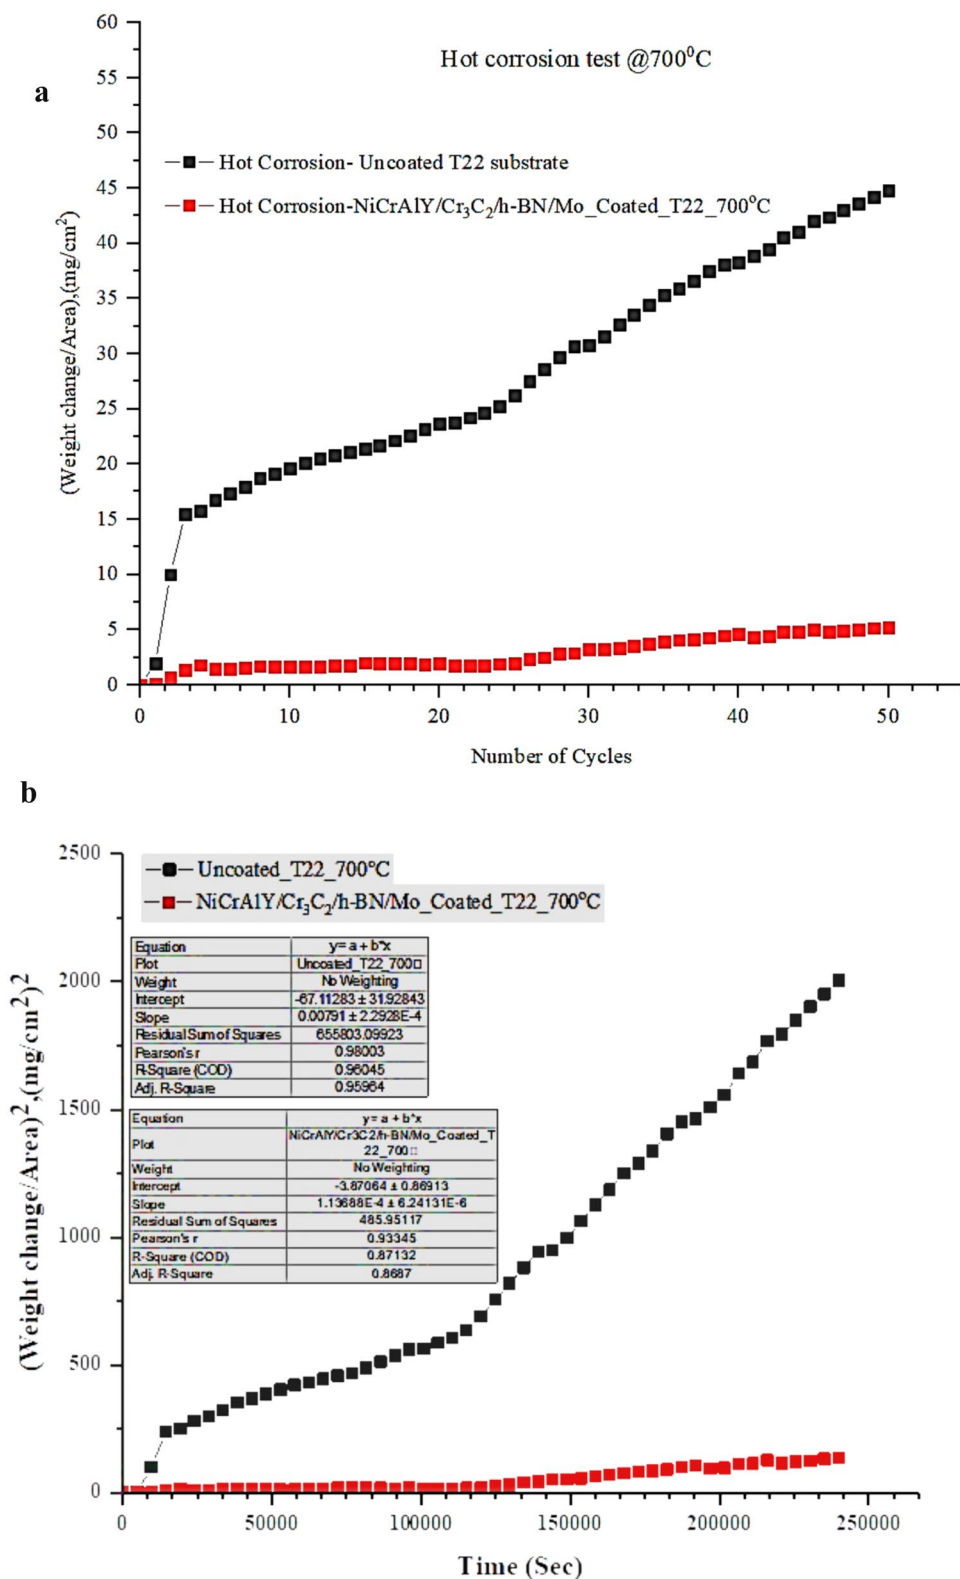 a
Hot corrosion test @700⁰C
Hot Corrosion- Uncoated T22 substrate
Hot Corrosion-NiCrAlY/Cr₃C₂/h-BN/Mo_Coated_T22_700⁰C
(Weight change/Area),(mg/cm²)
60
55
50
45
40
35
30
25
20
15
10
5
0
0 10 20 30 40 50
Number of Cycles
b
Uncoated_T22_700°C
NiCrAlY/Cr₃C₂/h-BN/Mo_Coated_T22_700°C
(Weight change/Area)²,(mg/cm²)²
2500
2000
1500
1000
500
0
Equation y= a + b*x
Plot Uncoated_T22_700□
Weight No Weighting
Intercept -67.11283 ± 31.92843
Slope 0.00791 ± 2.2928E-4
Residual Sum of Squares 655803.09923
Pearson's r 0.98003
R-Square (COD) 0.96045
Adj. R-Square 0.95964
Equation y= a + b*x
Plot NiCrAlY/Cr3C2/h-BN/Mo_Coated_T
22_700□
Weight No Weighting
Intercept -3.87064 ± 0.86913
Slope 1.13688E-4 ± 6.24131E-6
Residual Sum of Squares 485.95117
Pearson's r 0.93345
R-Square (COD) 0.87132
Adj. R-Square 0.8687
0 50000 100000 150000 200000 250000
Time (Sec)